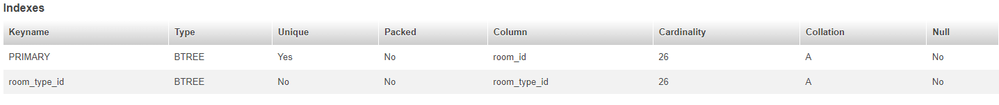 Indexes
Keyname Type Unique Packed Column Cardinality Collation Null
PRIMARY BTREE Yes No room_id 26 A No
room_type_id BTREE No No room_type_id 26 A No